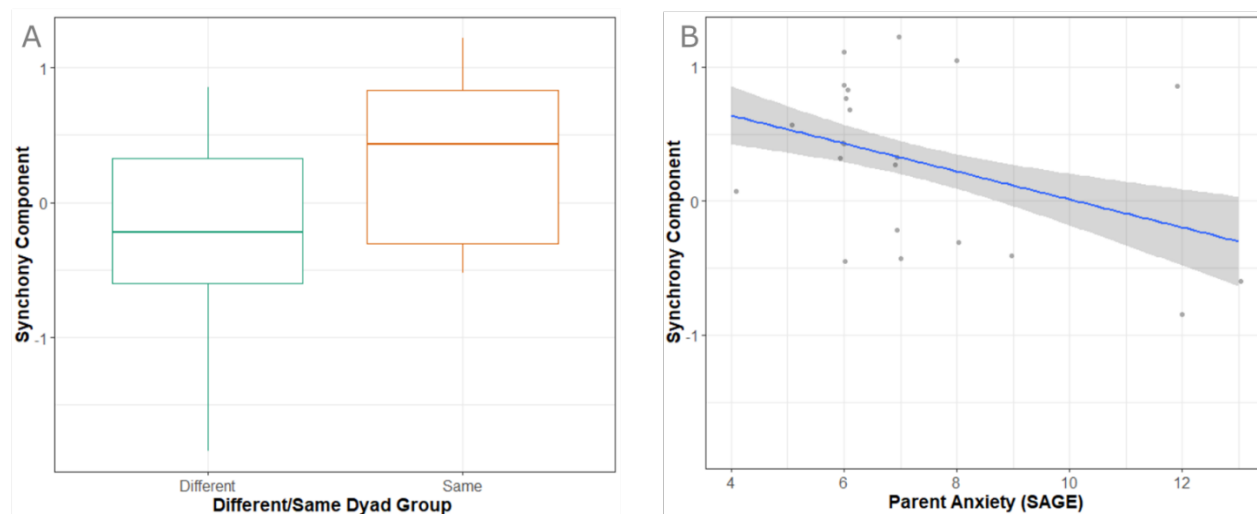 A
Synchony Component
1
0
-1
Different
Same
Different/Same Dyad Group
B
Synchrony Component
1
0
-1
4
6
8
10
12
Parent Anxiety (SAGE)